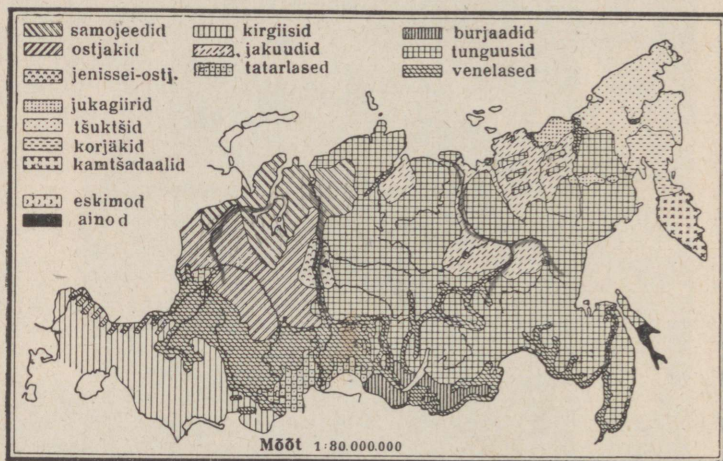 samojeedid
ostjakid
jenissei-ostj.
jukagiirid
tšuktšid
korjäkid
kamtšadaalid
eskimod
ainod
kirgiisid
jakuudid
tatarlased
burjaadid
tunguusid
venelased
Mõõt 1:80.000.000